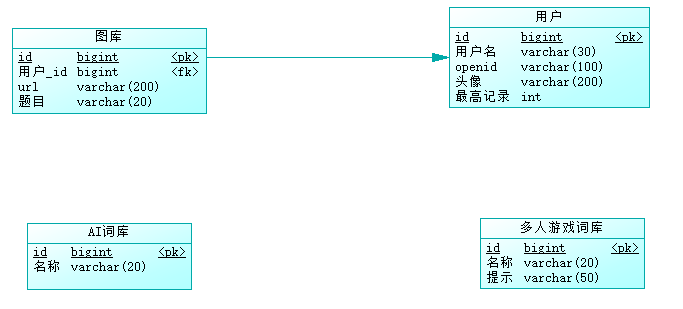 图库
id bigint <pk>
用户_id bigint <fk>
url varchar(200)
题目 varchar(20)
用户
id bigint <pk>
用户名 varchar(30)
openid varchar(100)
头像 varchar(200)
最高记录 int
AI词库
id bigint <pk>
名称 varchar(20)
多人游戏词库
id bigint <pk>
名称 varchar(20)
提示 varchar(50)